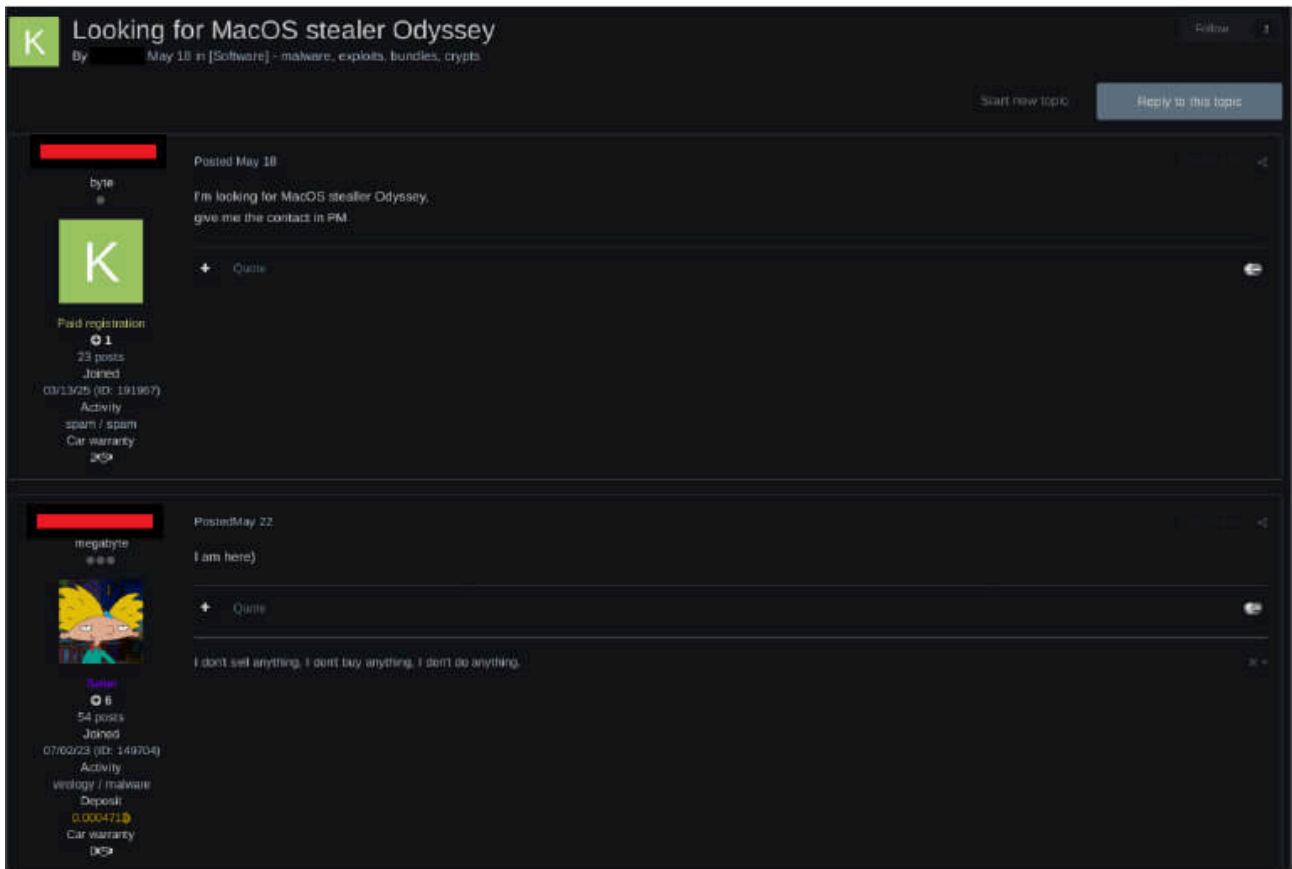 K
Looking for MacOS stealer Odyssey
By May 18 in [Software] - malware, exploits, bundles, crypts
Follow
Start new topic
Reply to this topic
byte
K
Paid registration
1
23 posts
Joined
03/13/25 (ID: 191967)
Activity
spam / spam
Car warranty
Posted May 18
I'm looking for MacOS stealler Odyssey,
give me the contact in PM
+ Quote
megabyte
Seller
6
54 posts
Joined
07/02/23 (ID: 149704)
Activity
virology / malware
Deposit
0.000471
Car warranty
PostedMay 22
I am here)
+ Quote
I don't sell anything, I dont buy anything, I don't do anything.